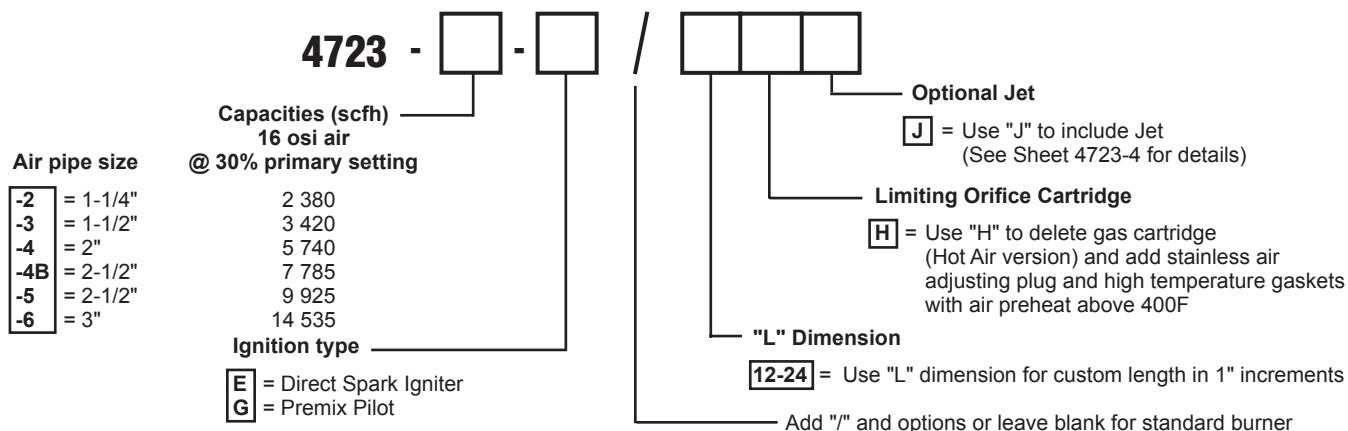 4723 - - /
Optional Jet
J = Use "J" to include Jet
(See Sheet 4723-4 for details)
Capacities (scfh)
16 osi air
@ 30% primary setting
Air pipe size
-2 = 1-1/4" 2 380
-3 = 1-1/2" 3 420
-4 = 2" 5 740
-4B = 2-1/2" 7 785
-5 = 2-1/2" 9 925
-6 = 3" 14 535
Limiting Orifice Cartridge
H = Use "H" to delete gas cartridge
(Hot Air version) and add stainless air
adjusting plug and high temperature gaskets
with air preheat above 400F
Ignition type
E = Direct Spark Igniter
G = Premix Pilot
"L" Dimension
12-24 = Use "L" dimension for custom length in 1" increments
Add "/" and options or leave blank for standard burner